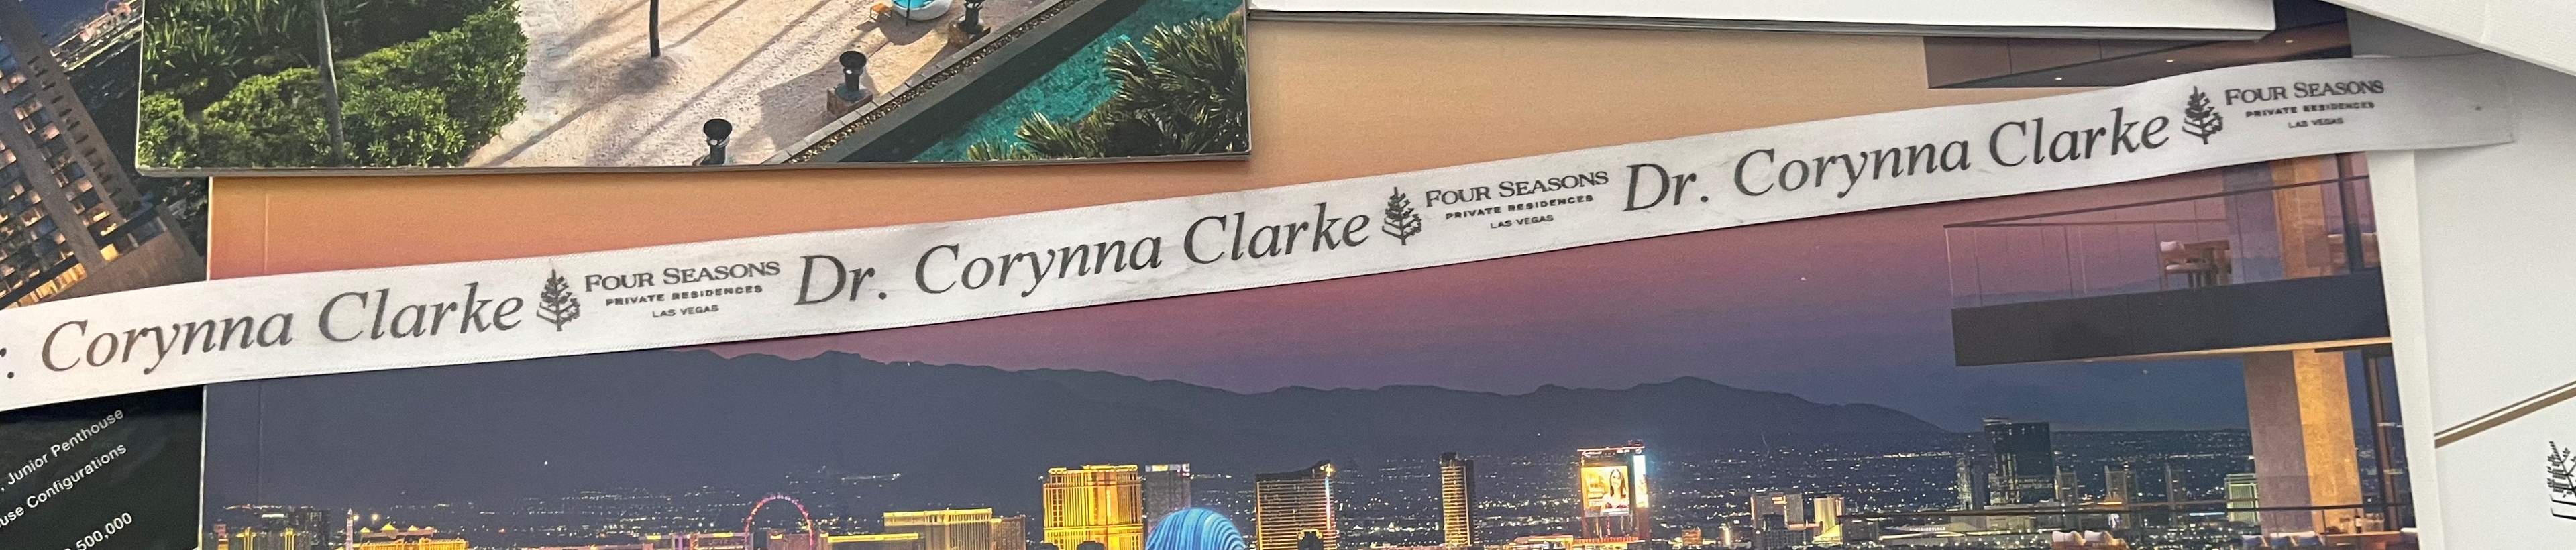 . Corynna Clarke
FOUR SEASONS
PRIVATE RESIDENCES
LAS VEGAS
Dr. Corynna Clarke
FOUR SEASONS
PRIVATE RESIDENCES
LAS VEGAS
Dr. Corynna Clarke
FOUR SEASONS
PRIVATE RESIDENCES
LAS VEGAS
, Junior Penthouse
use Configurations
,500,000